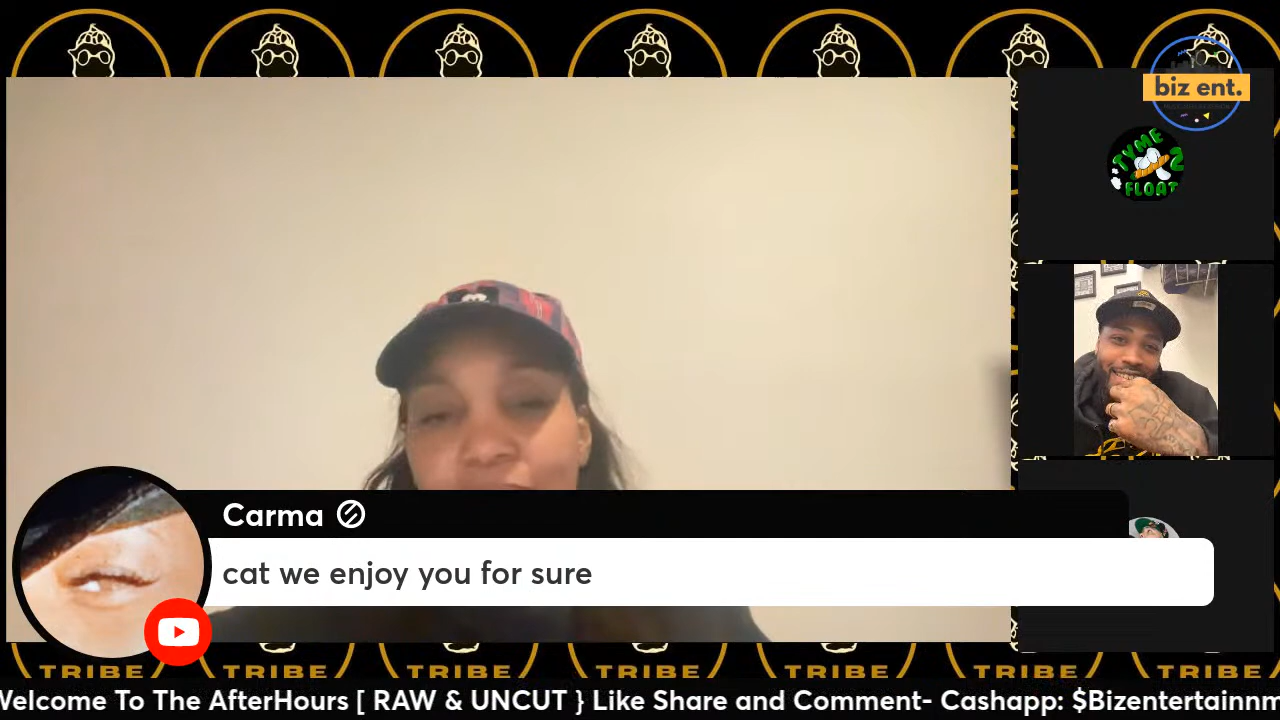 biz ent.
TYME
2
FLOAT
Carma
cat we enjoy you for sure
TRIBE TRIBE TRIBE TRIBE TRIBE TRIBE TRIBE
Welcome To The AfterHours [ RAW & UNCUT } Like Share and Comment- Cashapp: $Bizentertainm